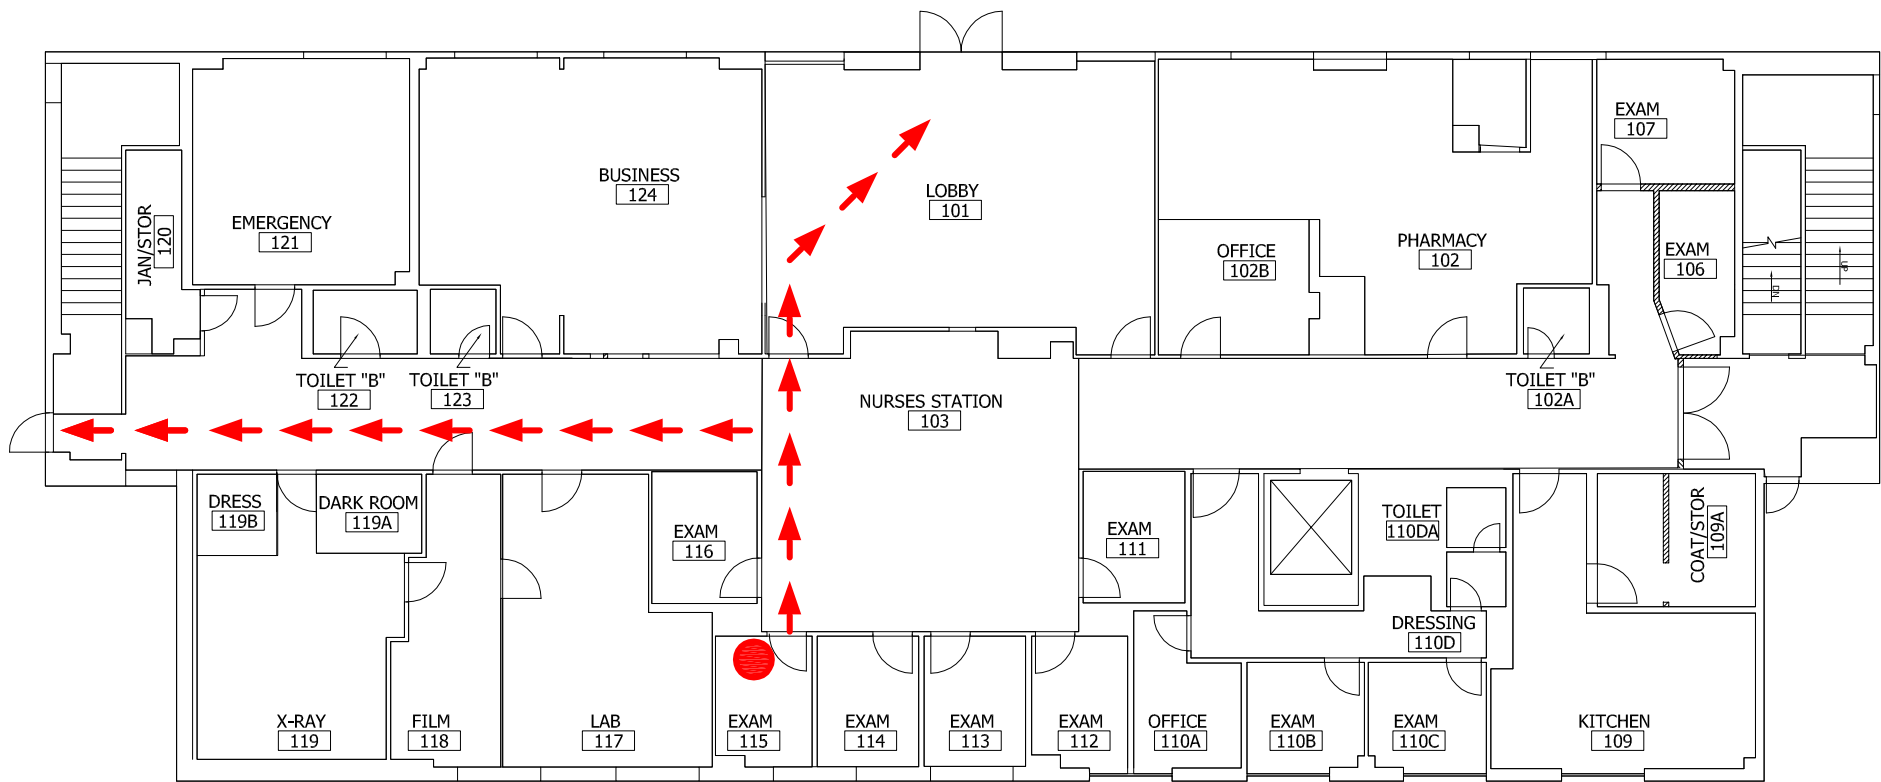 EXAM
107
BUSINESS
124
LOBBY
101
EMERGENCY
121
JAN/STOR
120
PHARMACY
102
OFFICE
102B
EXAM
106
UP
DN
TOILET "B"
122
TOILET "B"
123
TOILET "B"
102A
NURSES STATION
103
DRESS
119B
DARK ROOM
119A
EXAM
116
EXAM
111
TOILET
110DA
COAT/STOR
109A
DRESSING
110D
X-RAY
119
FILM
118
LAB
117
EXAM
115
EXAM
114
EXAM
113
EXAM
112
OFFICE
110A
EXAM
110B
EXAM
110C
KITCHEN
109